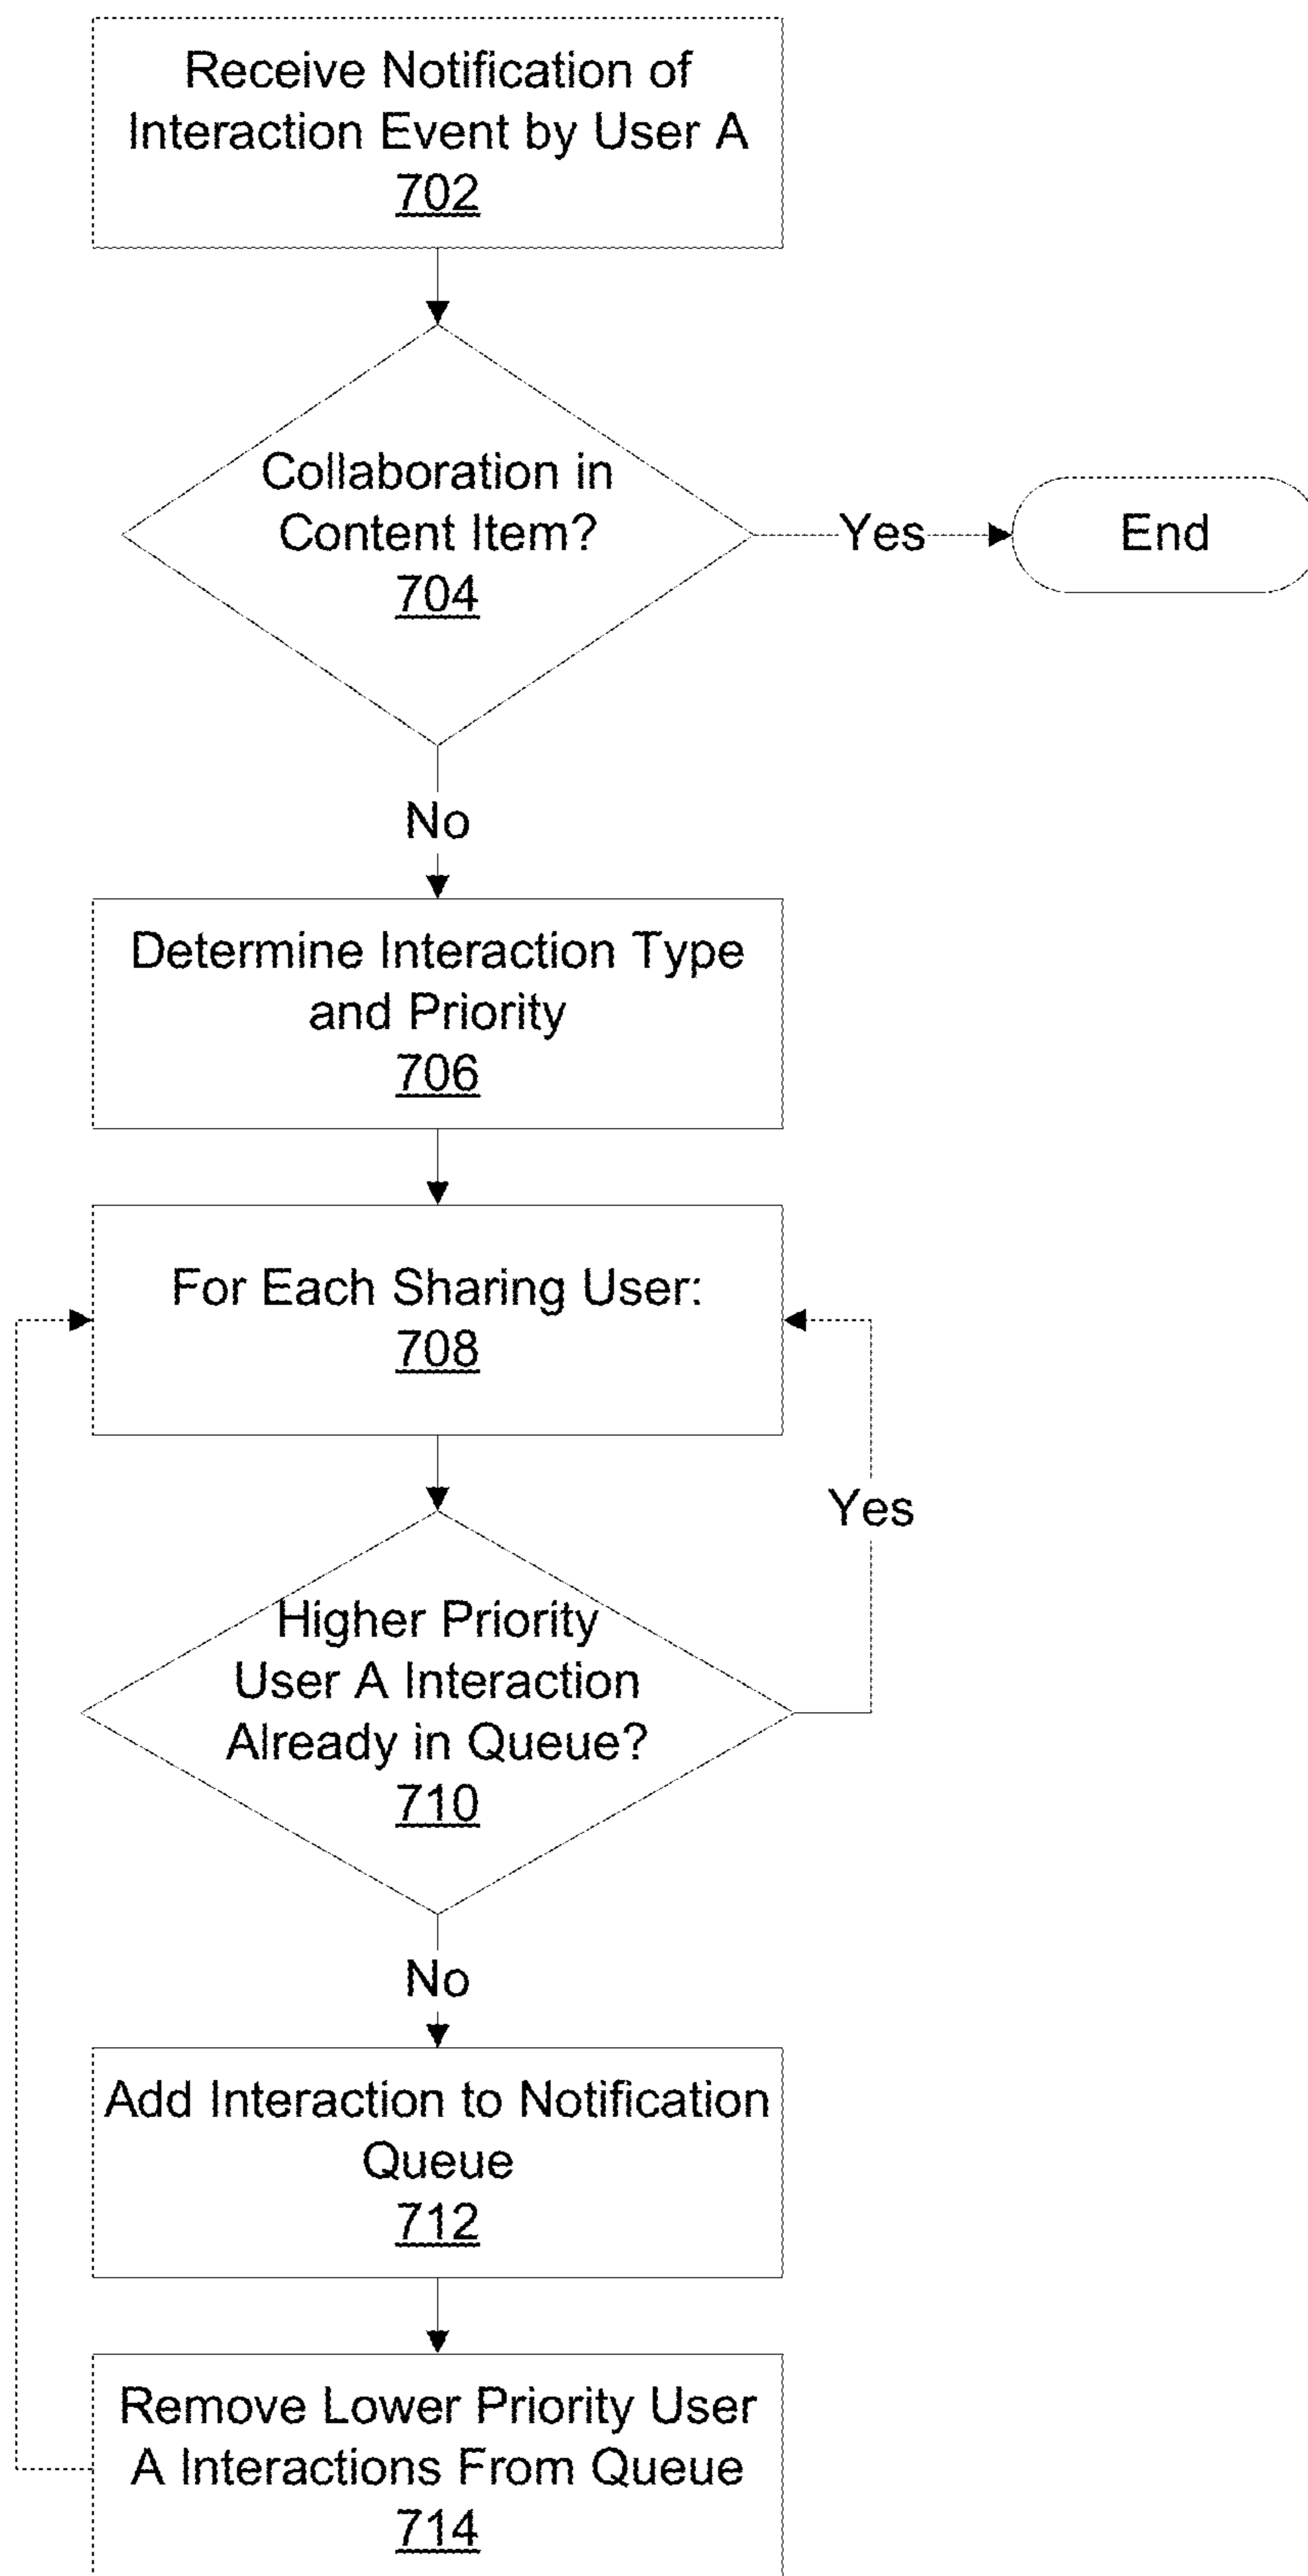 Receive Notification of
Interaction Event by User A
702
Collaboration in
Content Item?
704
Yes
End
No
Determine Interaction Type
and Priority
706
For Each Sharing User:
708
Yes
Higher Priority
User A Interaction
Already in Queue?
710
No
Add Interaction to Notification
Queue
712
Remove Lower Priority User
A Interactions From Queue
714